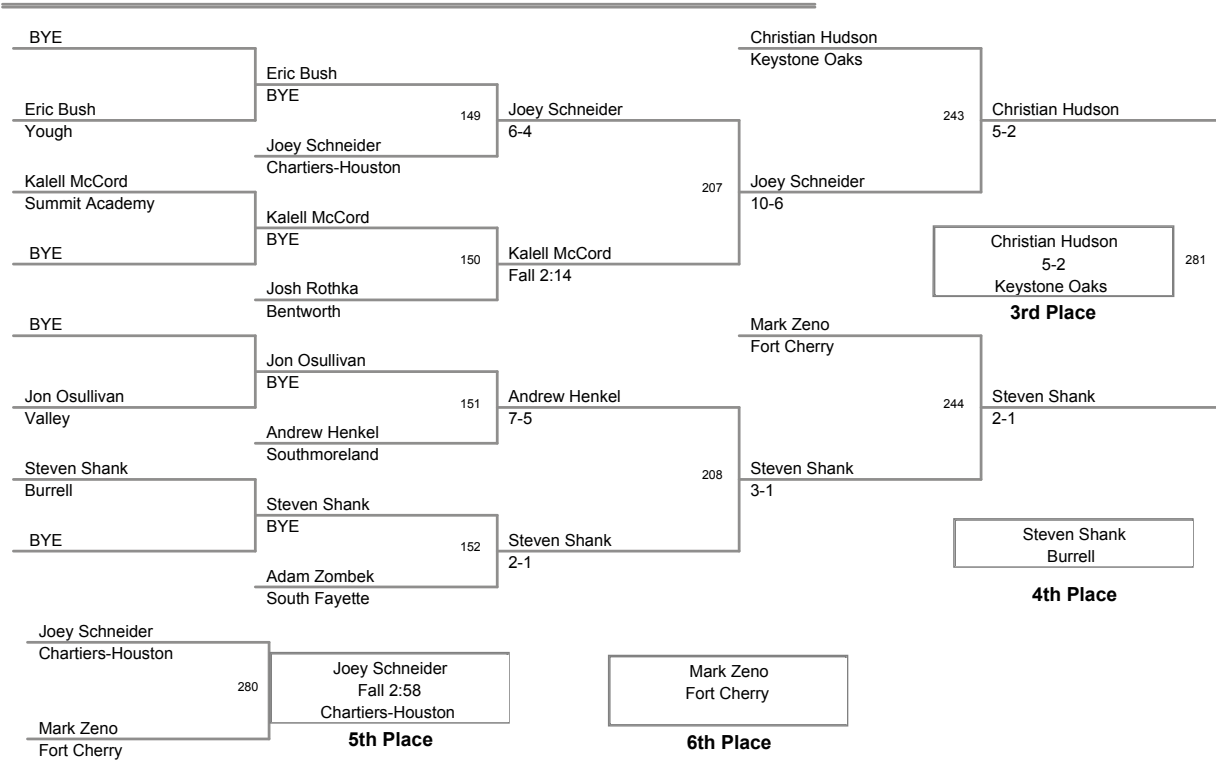 BYE
Eric Bush
Yough
Kalell McCord
Summit Academy
BYE
BYE
Jon Osullivan
Valley
Steven Shank
Burrell
BYE
Eric Bush
BYE
149
Joey Schneider
Chartiers-Houston
Kalell McCord
BYE
150
Josh Rothka
Bentworth
Jon Osullivan
BYE
151
Andrew Henkel
Southmoreland
Steven Shank
BYE
152
Adam Zombek
South Fayette
Joey Schneider
6-4
207
Kalell McCord
Fall 2:14
Andrew Henkel
7-5
208
Steven Shank
2-1
Christian Hudson
Keystone Oaks
243
Joey Schneider
10-6
Mark Zeno
Fort Cherry
244
Steven Shank
3-1
Christian Hudson
5-2
Christian Hudson
5-2
Keystone Oaks
281
3rd Place
Steven Shank
2-1
Steven Shank
Burrell
4th Place
Joey Schneider
Chartiers-Houston
280
Mark Zeno
Fort Cherry
Joey Schneider
Fall 2:58
Chartiers-Houston
5th Place
Mark Zeno
Fort Cherry
6th Place